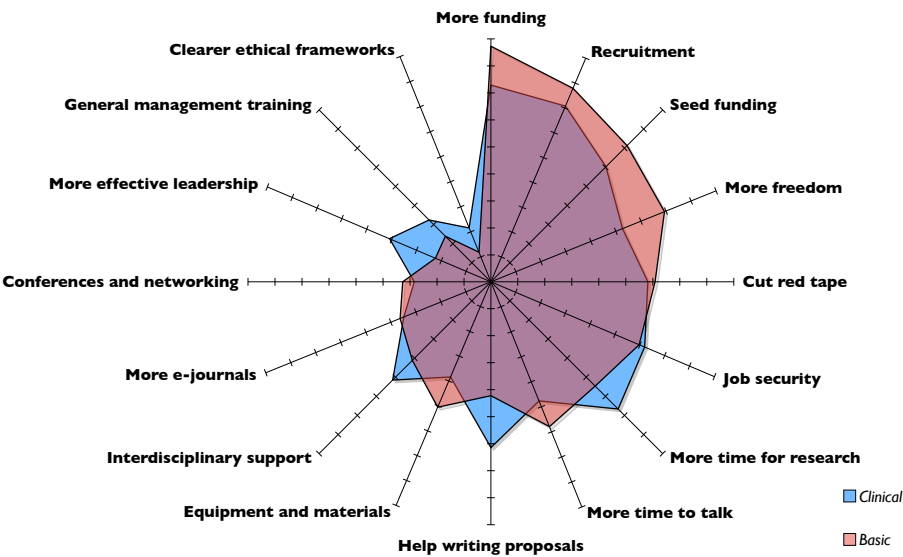 More funding
Clearer ethical frameworks
Recruitment
General management training
Seed funding
More effective leadership
More freedom
Conferences and networking
Cut red tape
More e-journals
Job security
Interdisciplinary support
More time for research
Equipment and materials
More time to talk
Help writing proposals
Clinical
Basic